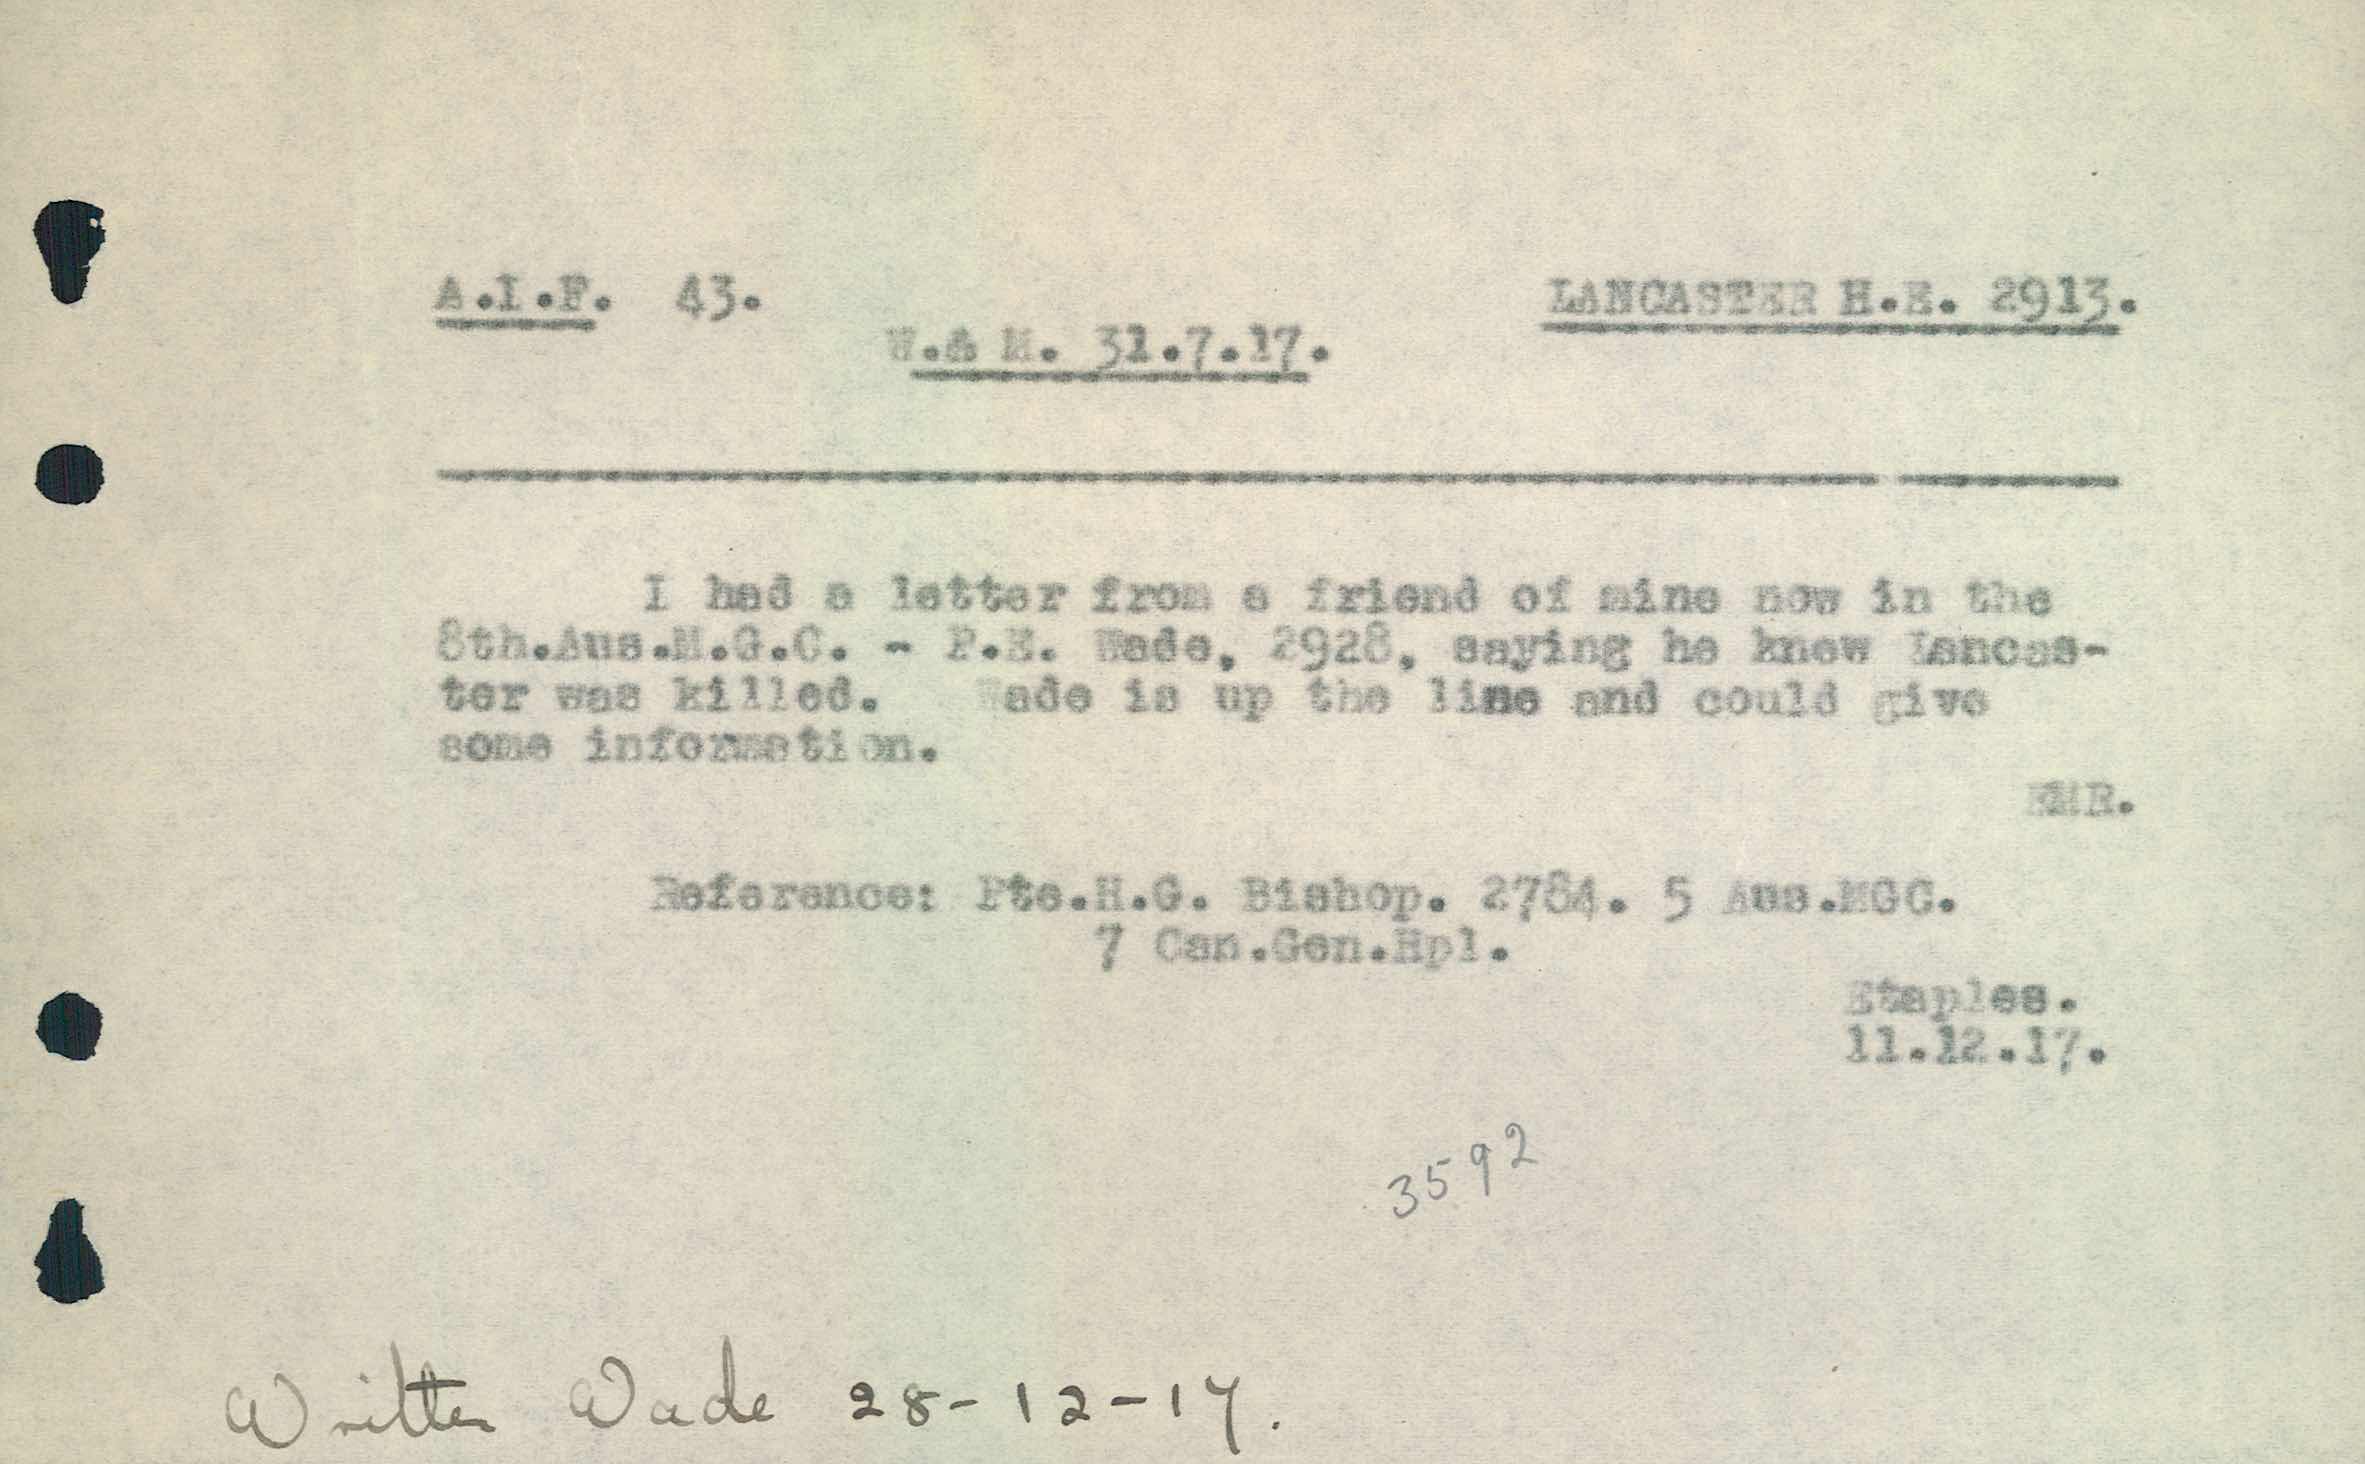 A.I.F. 43.
LANCASTER H.E. 2913.
W.& M. 31.7.17.
I had a letter from a friend of mine now in the
8th.Aus.M.G.C. - P.E. Wade, 2928, saying he knew Lancas-
ter was killed. Wade is up the line and could give
some information.
EMR.
Reference: Pte.H.G. Bishop. 2784. 5 Aus.MGC.
7 Can.Gen.Hpl.
Etaples.
11.12.17.
3592
Written Wade 28-12-17.